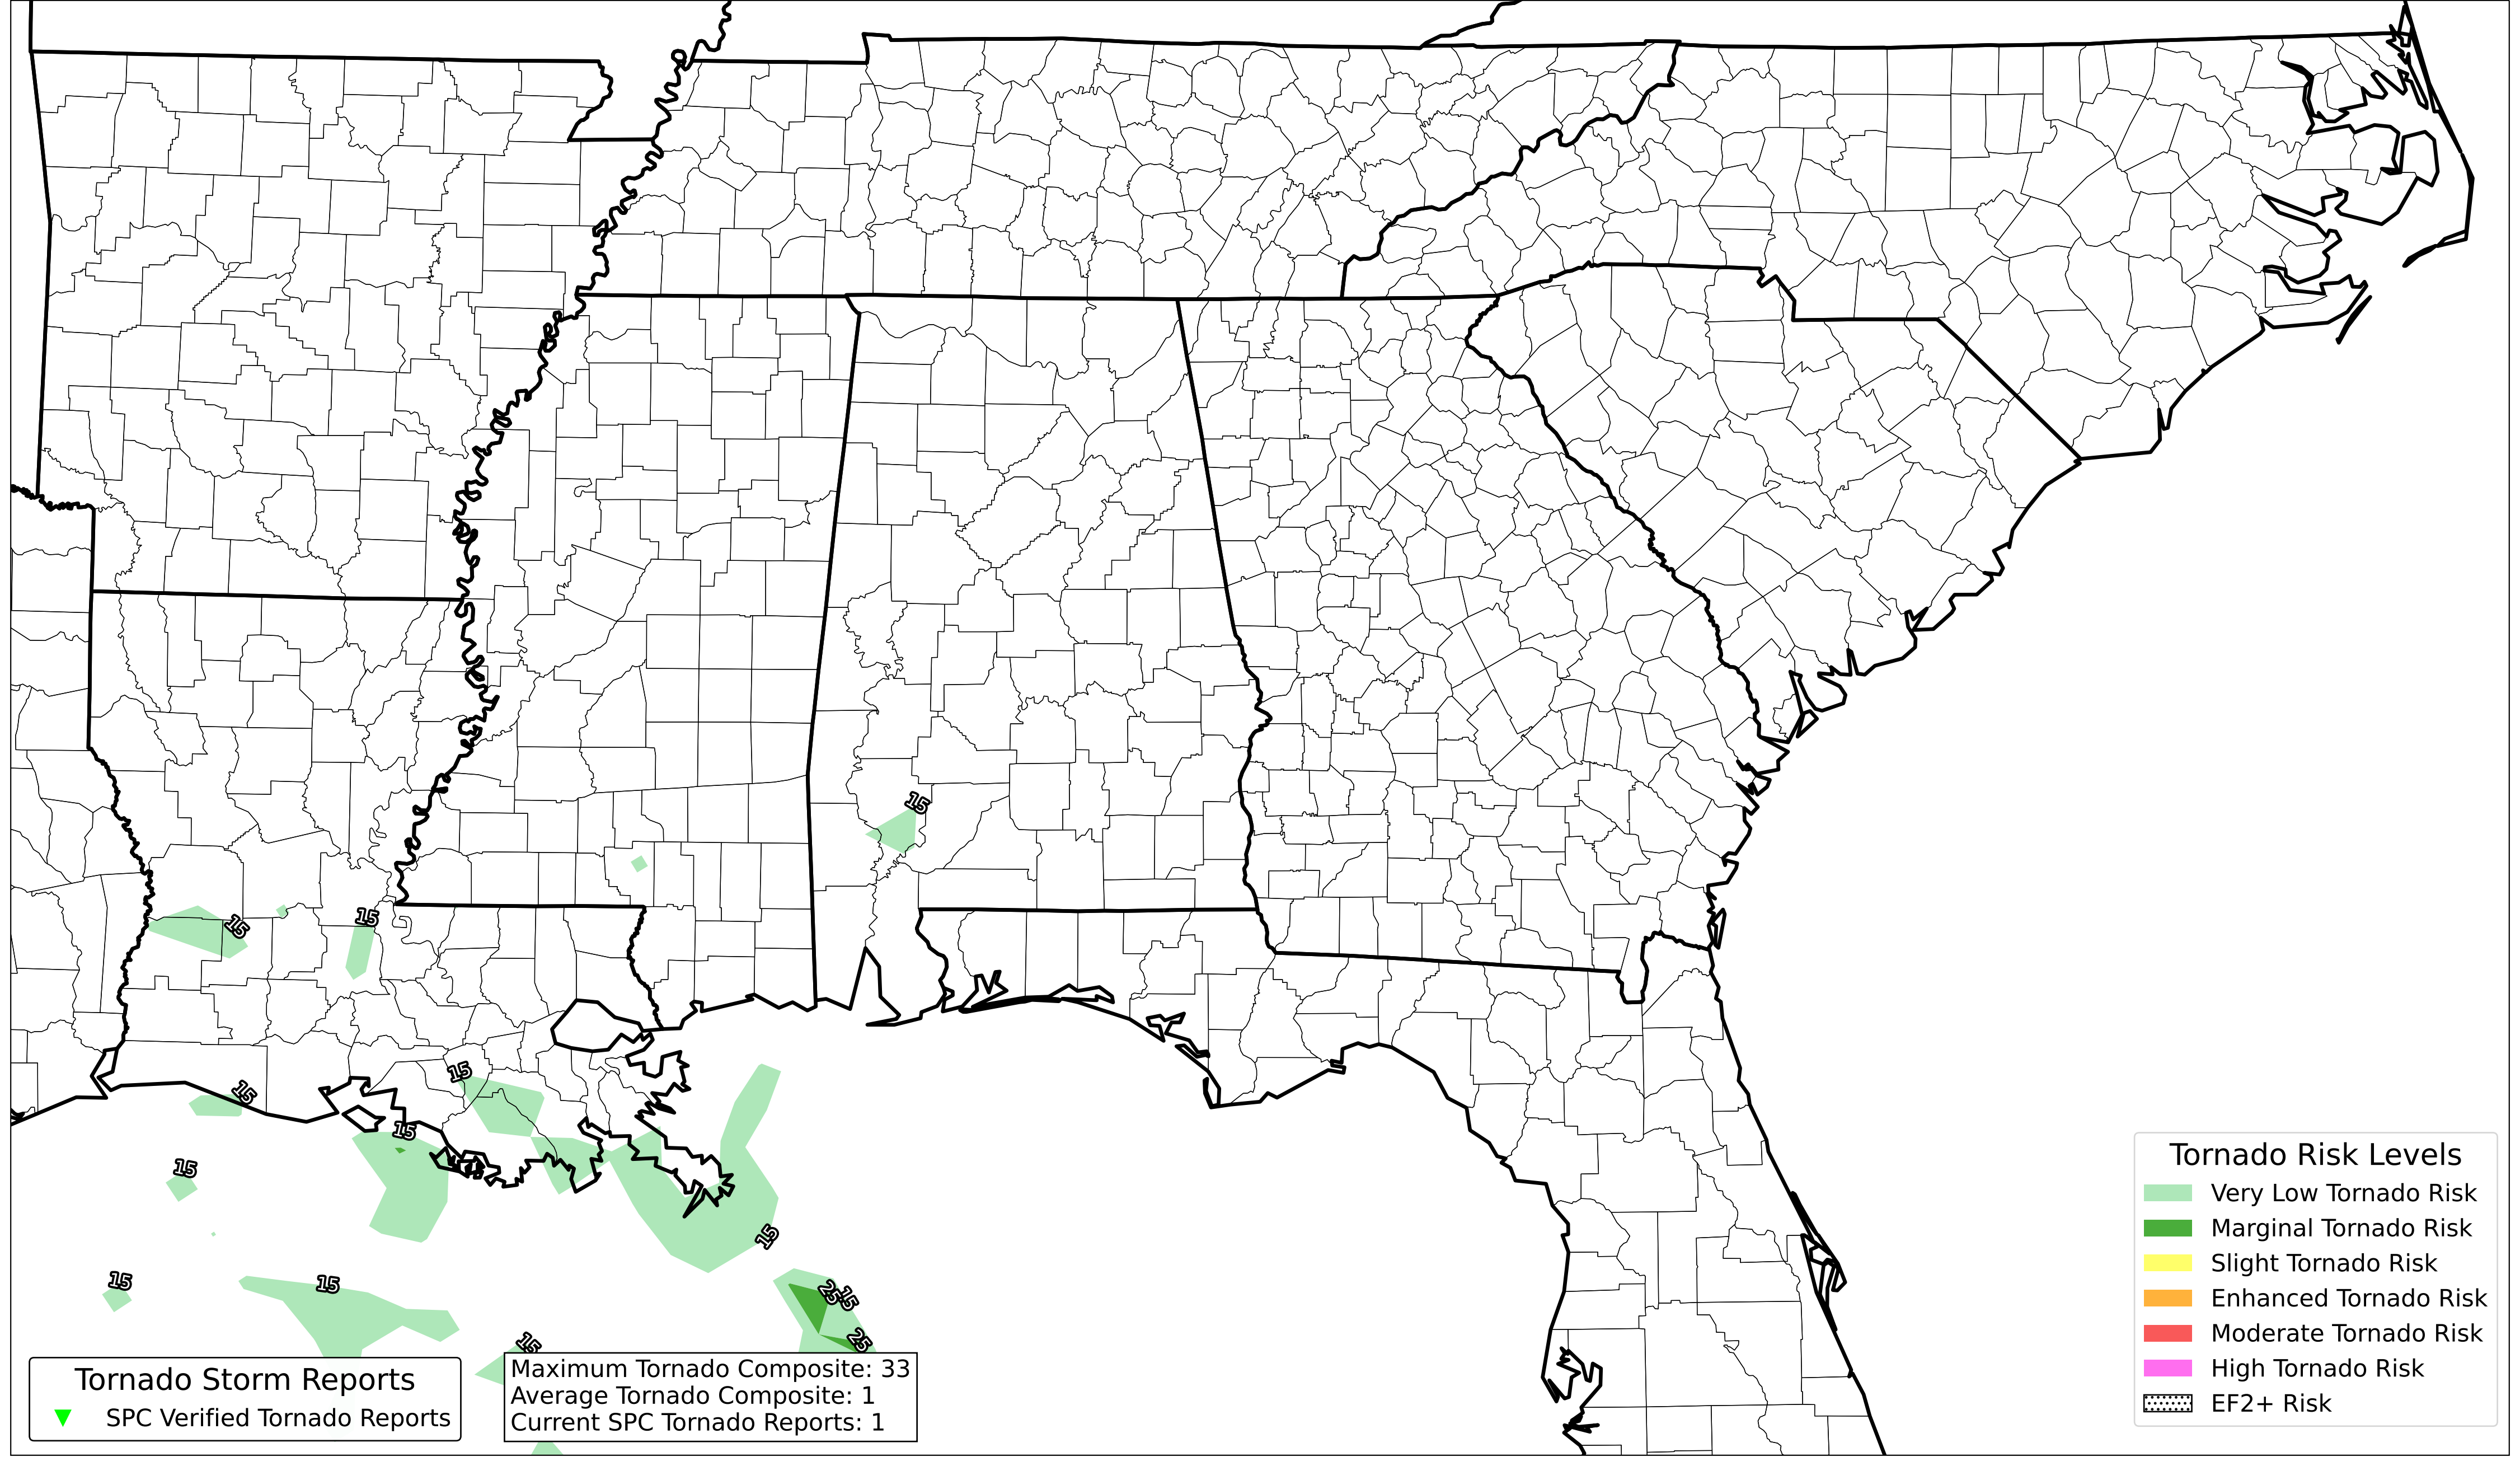 15
15
15
15
15
15
15
15
15
15
25
15
25
15
Tornado Storm Reports
SPC Verified Tornado Reports
Maximum Tornado Composite: 33
Average Tornado Composite: 1
Current SPC Tornado Reports: 1
Tornado Risk Levels
Very Low Tornado Risk
Marginal Tornado Risk
Slight Tornado Risk
Enhanced Tornado Risk
Moderate Tornado Risk
High Tornado Risk
EF2+ Risk